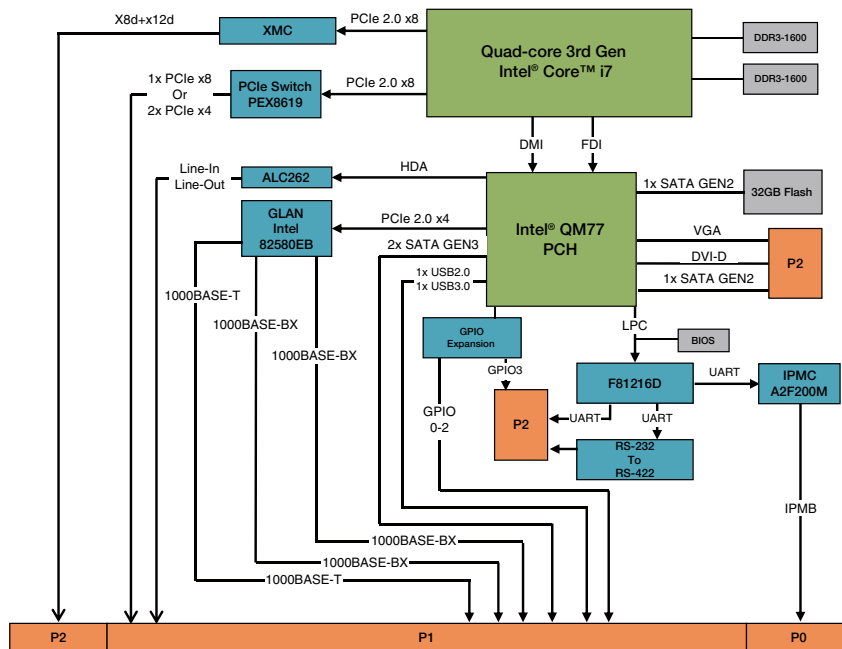 X8d+x12d
XMC
PCIe 2.0 x8
Quad-core 3rd Gen
Intel® Core™ i7
DDR3-1600
DDR3-1600
1x PCIe x8
Or
2x PCIe x4
PCIe Switch
PEX8619
PCIe 2.0 x8
DMI
FDI
Line-In
Line-Out
ALC262
HDA
1x SATA GEN2
32GB Flash
GLAN
Intel
82580EB
PCIe 2.0 x4
Intel® QM77
PCH
VGA
DVI-D
1x SATA GEN2
P2
2x SATA GEN3
1x USB2.0
1x USB3.0
1000BASE-T
1000BASE-BX
1000BASE-BX
GPIO
Expansion
LPC
BIOS
GPIO3
F81216D
UART
IPMC
A2F200M
GPIO
0-2
P2
UART
UART
RS-232
To
RS-422
IPMB
1000BASE-BX
1000BASE-BX
1000BASE-T
P2
P1
P0